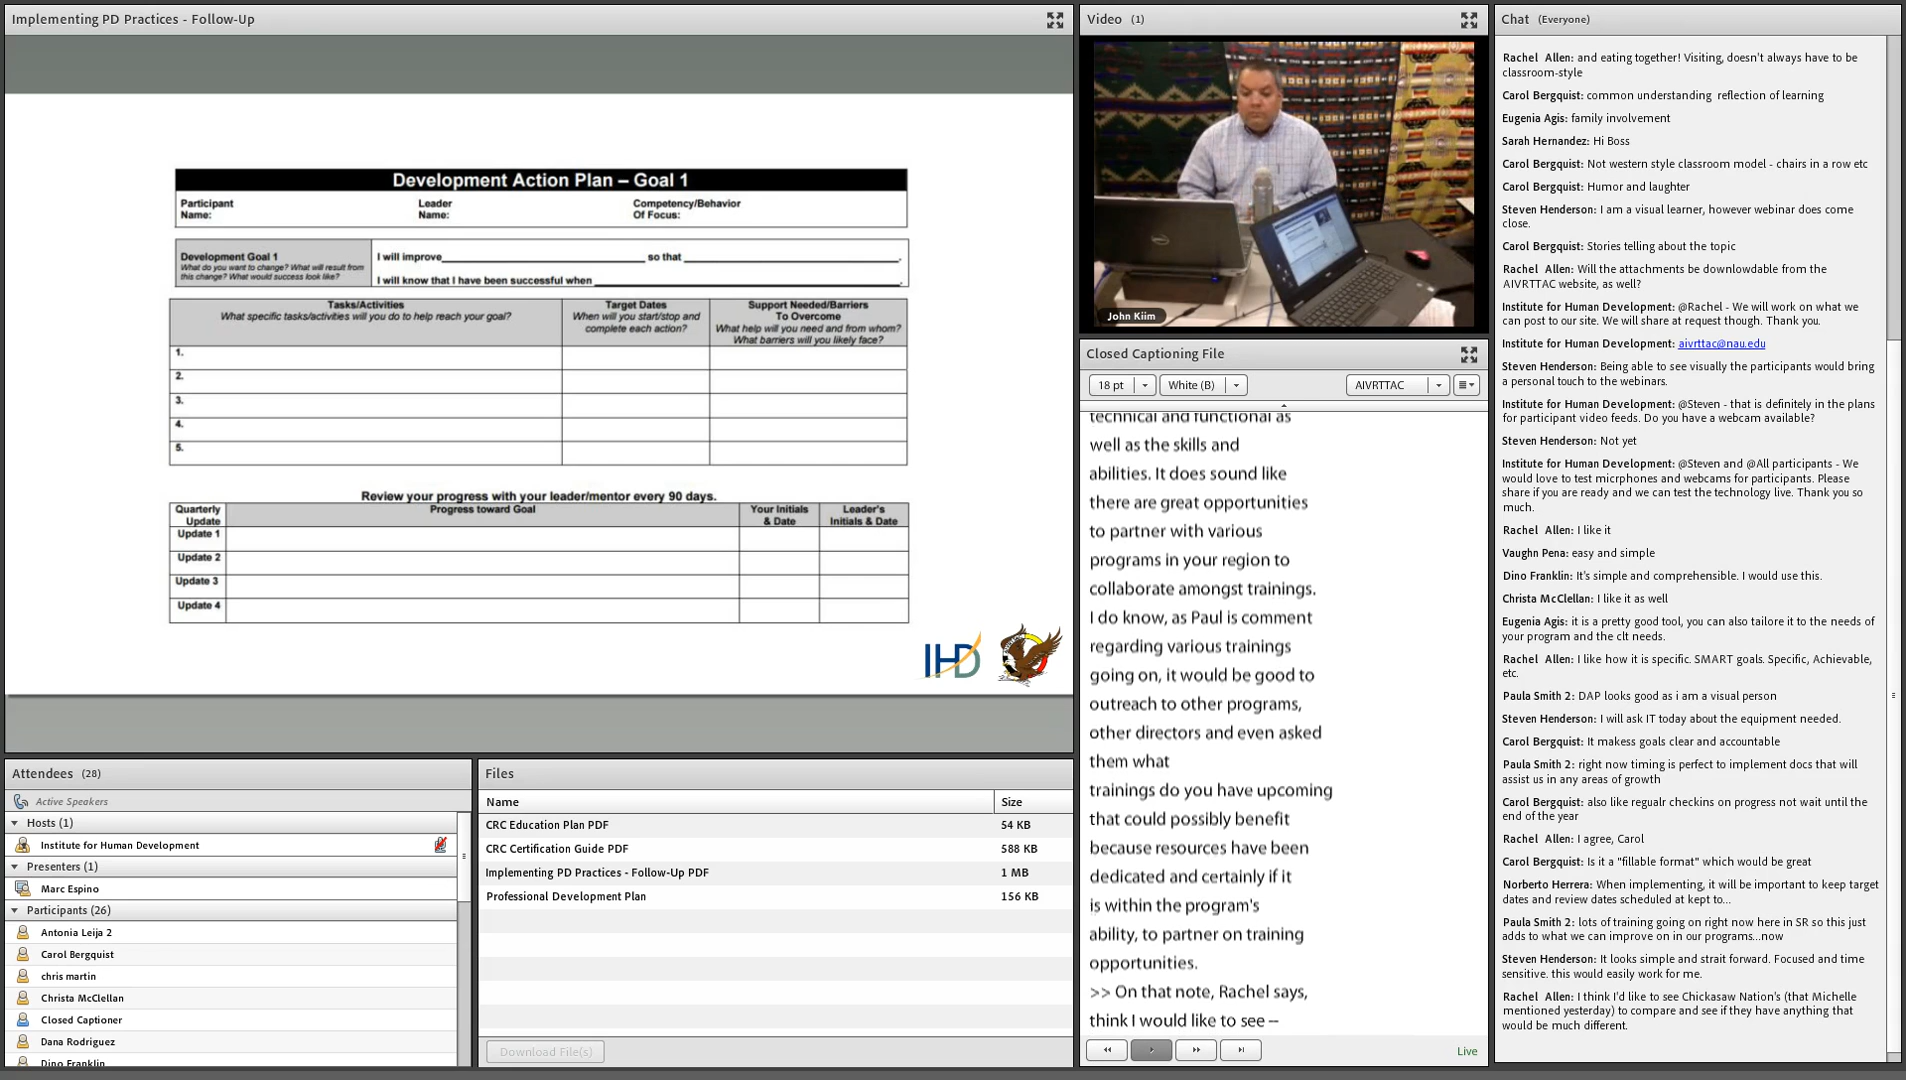 Implementing PD Practices - Follow-Up
Development Action Plan – Goal 1
Participant Name:
Leader Name:
Competency/Behavior Of Focus:
Development Goal 1
What do you want to change? What will result from
this change? What would success look like?
I will improve so that .
I will know that I have been successful when .
Tasks/Activities
What specific tasks/activities will you do to help reach your goal?
Target Dates
When will you start/stop and
complete each action?
Support Needed/Barriers
To Overcome
What help will you need and from whom?
What barriers will you likely face?
1.
2.
3.
4.
5.
Review your progress with your leader/mentor every 90 days.
Quarterly
Update
Progress toward Goal
Your Initials
& Date
Leader's
Initials & Date
Update 1
Update 2
Update 3
Update 4
IHD
Attendees (28)
Active Speakers
Hosts (1)
Institute for Human Development
Presenters (1)
Marc Espino
Participants (26)
Antonia Leija 2
Carol Bergquist
chris martin
Christa McClellan
Closed Captioner
Dana Rodriguez
Dino Franklin
Files
Name Size
CRC Education Plan PDF 54 KB
CRC Certification Guide PDF 588 KB
Implementing PD Practices - Follow-Up PDF 1 MB
Professional Development Plan 156 KB
Download File(s)
Video (1)
John Kiim
Closed Captioning File
18 pt White (B) AIVRTTAC
technical and functional as
well as the skills and
abilities. It does sound like
there are great opportunities
to partner with various
programs in your region to
collaborate amongst trainings.
I do know, as Paul is comment
regarding various trainings
going on, it would be good to
outreach to other programs,
other directors and even asked
them what
trainings do you have upcoming
that could possibly benefit
because resources have been
dedicated and certainly if it
is within the program's
ability, to partner on training
opportunities.
>> On that note, Rachel says,
think I would like to see --
Live
Chat (Everyone)
Rachel Allen: and eating together! Visiting, doesn't always have to be
classroom-style
Carol Bergquist: common understanding reflection of learning
Eugenia Agis: family involvement
Sarah Hernandez: Hi Boss
Carol Bergquist: Not western style classroom model - chairs in a row etc
Carol Bergquist: Humor and laughter
Steven Henderson: I am a visual learner, however webinar does come
close.
Carol Bergquist: Stories telling about the topic
Rachel Allen: Will the attachments be downlowdable from the
AIVRTTAC website, as well?
Institute for Human Development: @Rachel - We will work on what we
can post to our site. We will share at request though. Thank you.
Institute for Human Development: aivrttac@nau.edu
Steven Henderson: Being able to see visually the participants would bring
a personal touch to the webinars.
Institute for Human Development: @Steven - that is definitely in the plans
for participant video feeds. Do you have a webcam available?
Steven Henderson: Not yet
Institute for Human Development: @Steven and @All participants - We
would love to test micrphones and webcams for participants. Please
share if you are ready and we can test the technology live. Thank you so
much.
Rachel Allen: I like it
Vaughn Pena: easy and simple
Dino Franklin: It's simple and comprehensible. I would use this.
Christa McClellan: I like it as well
Eugenia Agis: it is a pretty good tool, you can also tailore it to the needs of
your program and the clt needs.
Rachel Allen: I like how it is specific. SMART goals. Specific, Achievable,
etc.
Paula Smith 2: DAP looks good as i am a visual person
Steven Henderson: I will ask IT today about the equipment needed.
Carol Bergquist: It makess goals clear and accountable
Paula Smith 2: right now timing is perfect to implement docs that will
assist us in any areas of growth
Carol Bergquist: also like regualr checkins on progress not wait until the
end of the year
Rachel Allen: I agree, Carol
Carol Bergquist: Is it a "fillable format" which would be great
Norberto Herrera: When implementing, it will be important to keep target
dates and review dates scheduled at kept to...
Paula Smith 2: lots of training going on right now here in SR so this just
adds to what we can improve on in our programs...now
Steven Henderson: It looks simple and strait forward. Focused and time
sensitive. this would easily work for me.
Rachel Allen: I think I'd like to see Chickasaw Nation's (that Michelle
mentioned yesterday) to compare and see if they have anything that
would be much different.